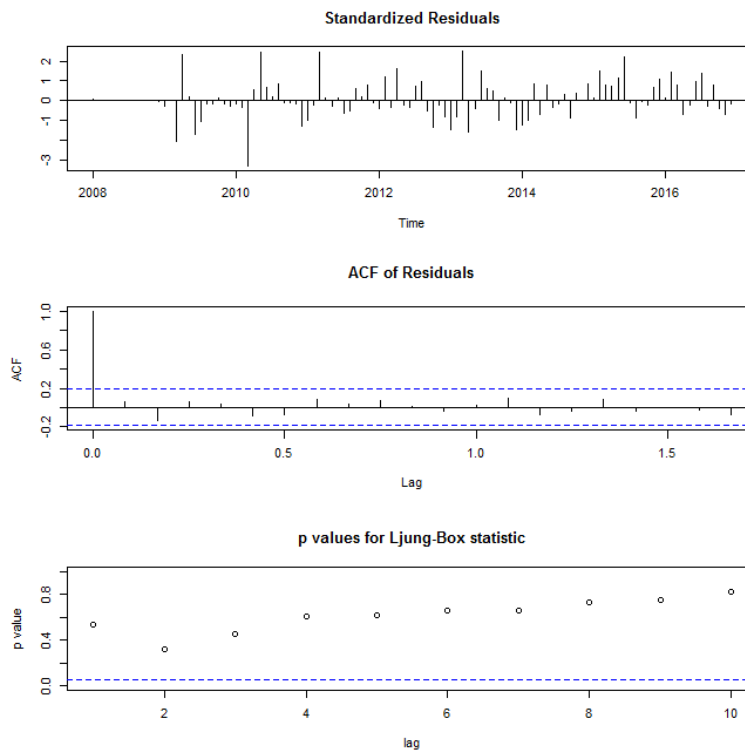 Standardized Residuals
2
1
0
-1
-3
2008 2010 2012 2014 2016
Time
ACF of Residuals
1.0
0.6
0.2
-0.2
ACF
0.0 0.5 1.0 1.5
Lag
p values for Ljung-Box statistic
0.8
0.4
0.0
p value
2 4 6 8 10
lag